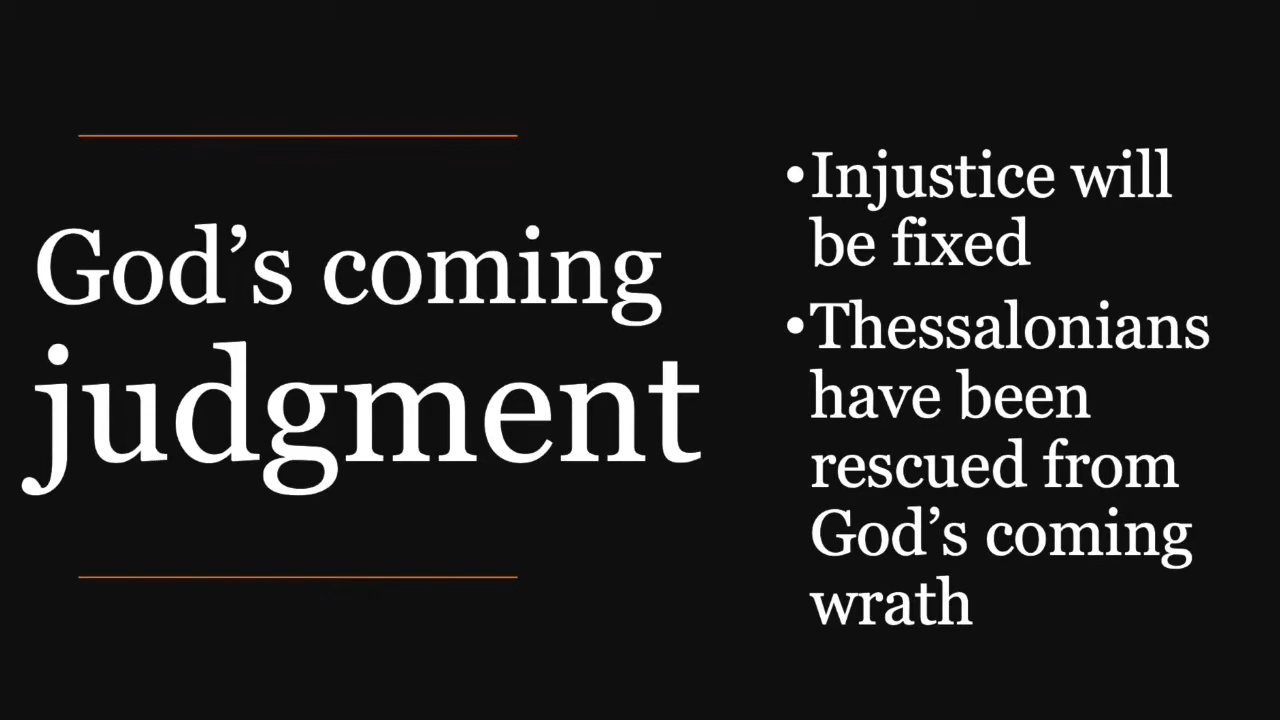 God’s coming
judgment
•Injustice will
be fixed
•Thessalonians
have been
rescued from
God’s coming
wrath